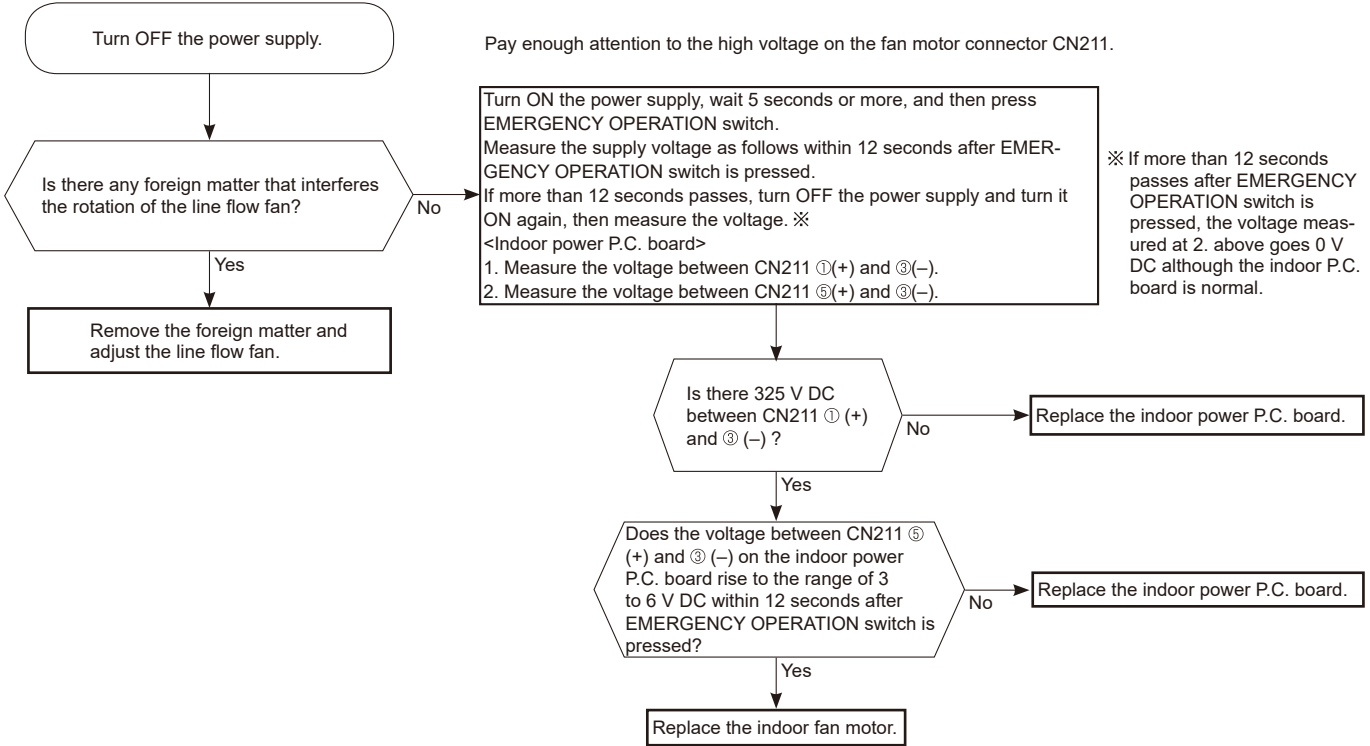 Turn OFF the power supply.
Pay enough attention to the high voltage on the fan motor connector CN211.
Is there any foreign matter that interferes
the rotation of the line flow fan?
No
Yes
Remove the foreign matter and
adjust the line flow fan.
Turn ON the power supply, wait 5 seconds or more, and then press
EMERGENCY OPERATION switch.
Measure the supply voltage as follows within 12 seconds after EMER-
GENCY OPERATION switch is pressed.
If more than 12 seconds passes, turn OFF the power supply and turn it
ON again, then measure the voltage. ※
<Indoor power P.C. board>
1. Measure the voltage between CN211 ①(+) and ③(–).
2. Measure the voltage between CN211 ⑤(+) and ③(–).
※ If more than 12 seconds
passes after EMERGENCY
OPERATION switch is
pressed, the voltage meas-
ured at 2. above goes 0 V
DC although the indoor P.C.
board is normal.
Is there 325 V DC
between CN211 ① (+)
and ③ (–) ?
No
Replace the indoor power P.C. board.
Yes
Does the voltage between CN211 ⑤
(+) and ③ (–) on the indoor power
P.C. board rise to the range of 3
to 6 V DC within 12 seconds after
EMERGENCY OPERATION switch is
pressed?
No
Replace the indoor power P.C. board.
Yes
Replace the indoor fan motor.